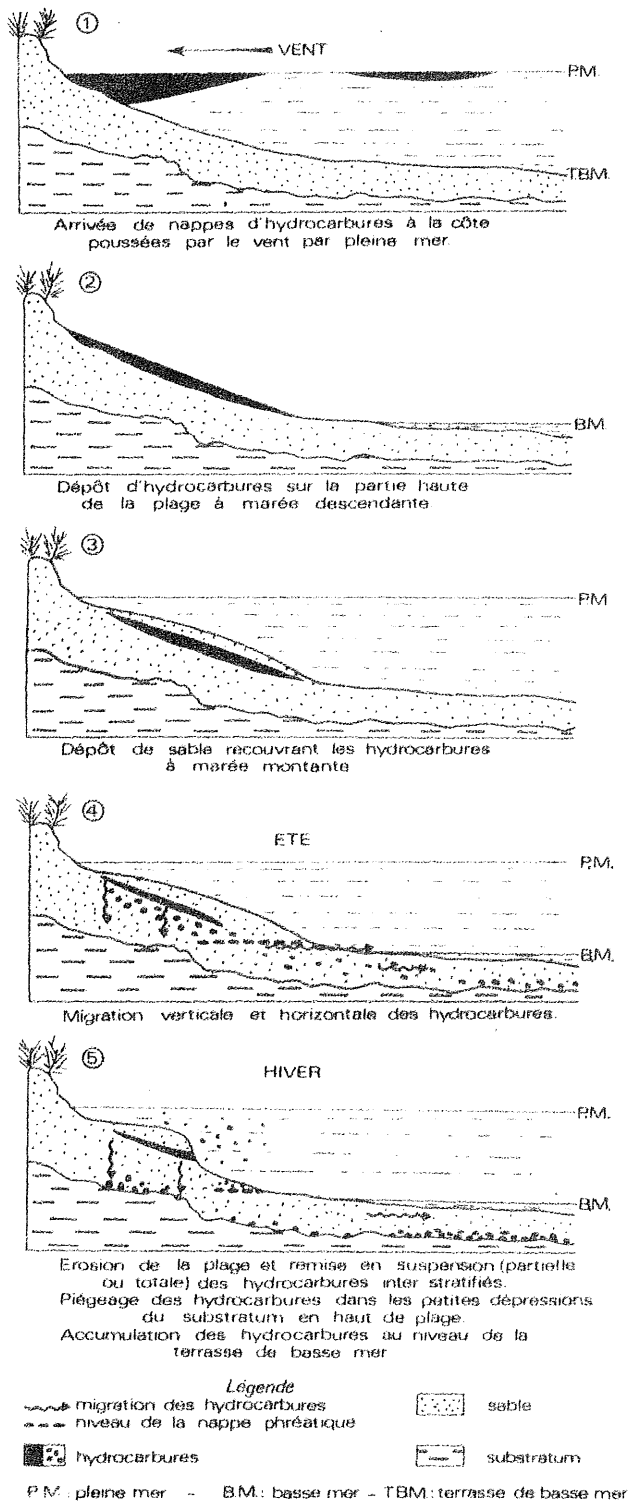 ①
VENT
P.M.
T.B.M.
Arrivée de nappes d'hydrocarbures à la côte
poussées par le vent par pleine mer.
②
B.M.
Dépôt d'hydrocarbures sur la partie haute
de la plage à marée descendante
③
P.M.
Dépôt de sable recouvrant les hydrocarbures
à marée montante
④
ETE
P.M.
B.M.
Migration verticale et horizontale des hydrocarbures.
⑤
HIVER
P.M.
B.M.
Erosion de la plage et remise en suspension (partielle
ou totale) des hydrocarbures inter stratifiés.
Piégeage des hydrocarbures dans les petites dépressions
du substratum en haut de plage.
Accumulation des hydrocarbures au niveau de la
terrasse de basse mer
Légende
migration des hydrocarbures
sable
niveau de la nappe phréatique
hydrocarbures
substratum
P.M. : pleine mer - B.M. : basse mer - T.B.M. : terrasse de basse mer